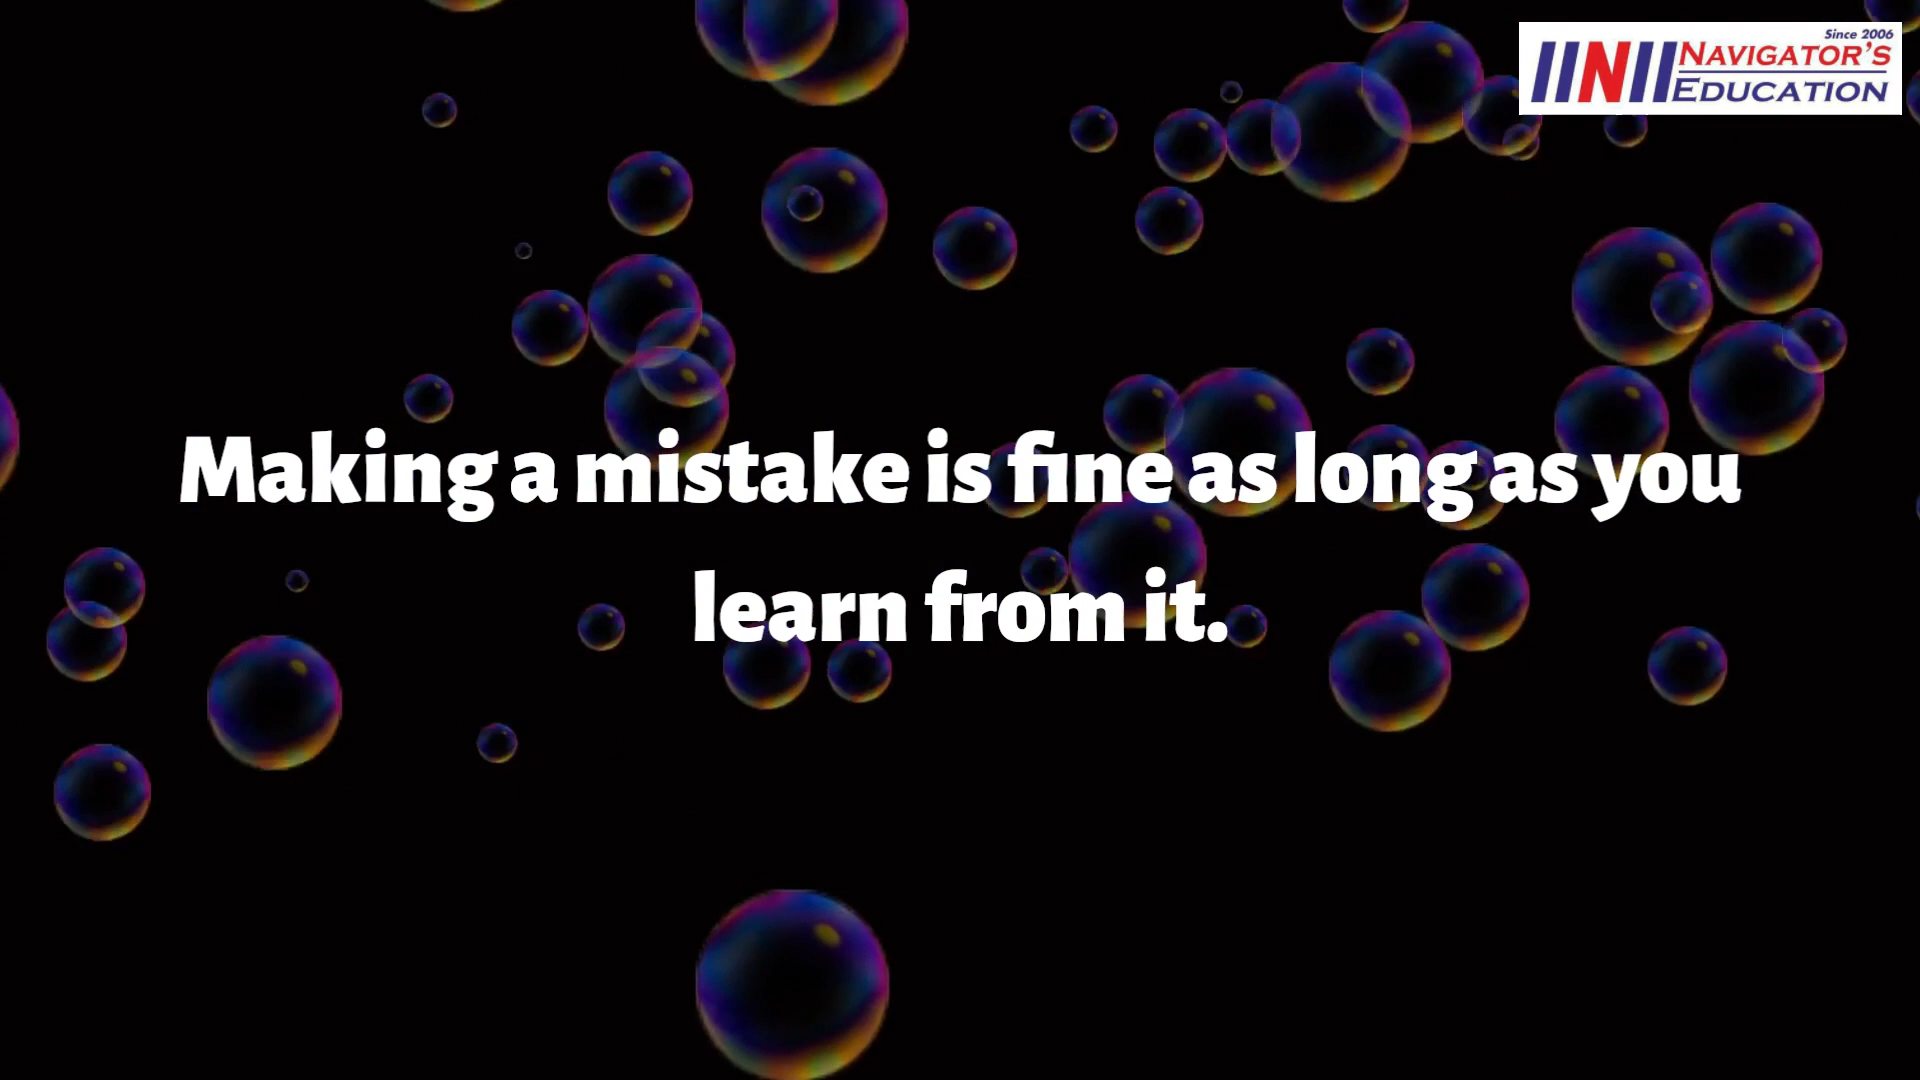 Since 2006
NAVIGATOR'S
EDUCATION
Making a mistake is fine as long as you
learn from it.